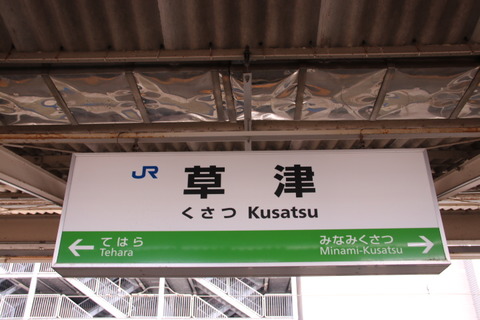 JR 草津
くさつ Kusatsu
てはら みなみくさつ
Tehara Minami-Kusatsu